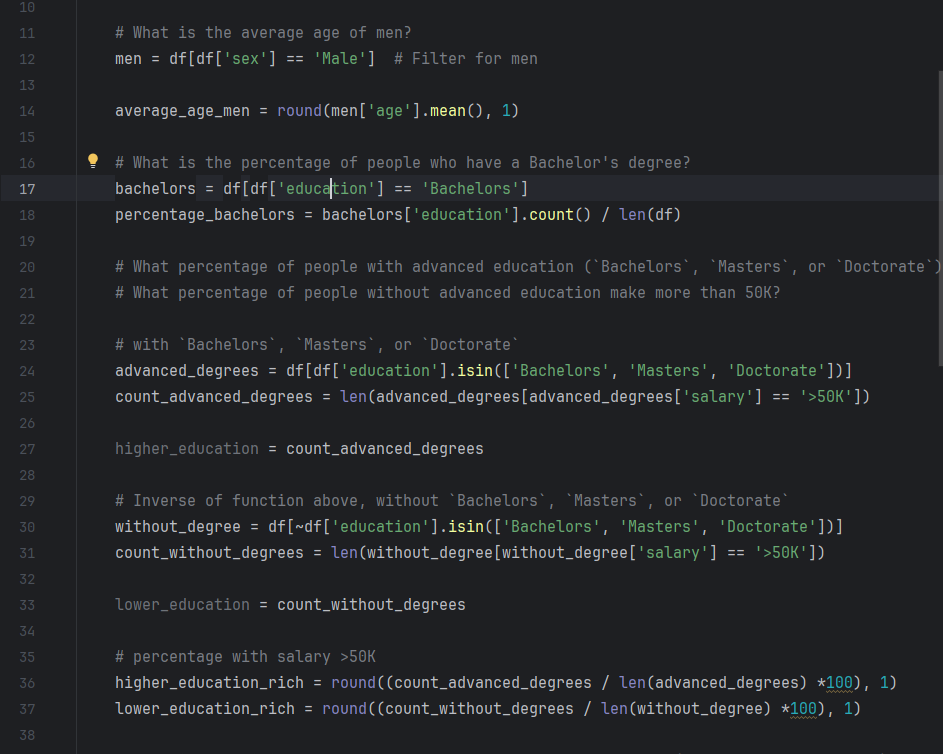 10
11 # What is the average age of men?
12 men = df[df['sex'] == 'Male']  # Filter for men
13
14 average_age_men = round(men['age'].mean(), 1)
15
16 # What is the percentage of people who have a Bachelor's degree?
17 bachelors = df[df['education'] == 'Bachelors']
18 percentage_bachelors = bachelors['education'].count() / len(df)
19
20 # What percentage of people with advanced education (`Bachelors`, `Masters`, or `Doctorate`)
21 # What percentage of people without advanced education make more than 50K?
22
23 # with `Bachelors`, `Masters`, or `Doctorate`
24 advanced_degrees = df[df['education'].isin(['Bachelors', 'Masters', 'Doctorate'])]
25 count_advanced_degrees = len(advanced_degrees[advanced_degrees['salary'] == '>50K'])
26
27 higher_education = count_advanced_degrees
28
29 # Inverse of function above, without `Bachelors`, `Masters`, or `Doctorate`
30 without_degree = df[~df['education'].isin(['Bachelors', 'Masters', 'Doctorate'])]
31 count_without_degrees = len(without_degree[without_degree['salary'] == '>50K'])
32
33 lower_education = count_without_degrees
34
35 # percentage with salary >50K
36 higher_education_rich = round((count_advanced_degrees / len(advanced_degrees) *100), 1)
37 lower_education_rich = round((count_without_degrees / len(without_degree) *100), 1)
38